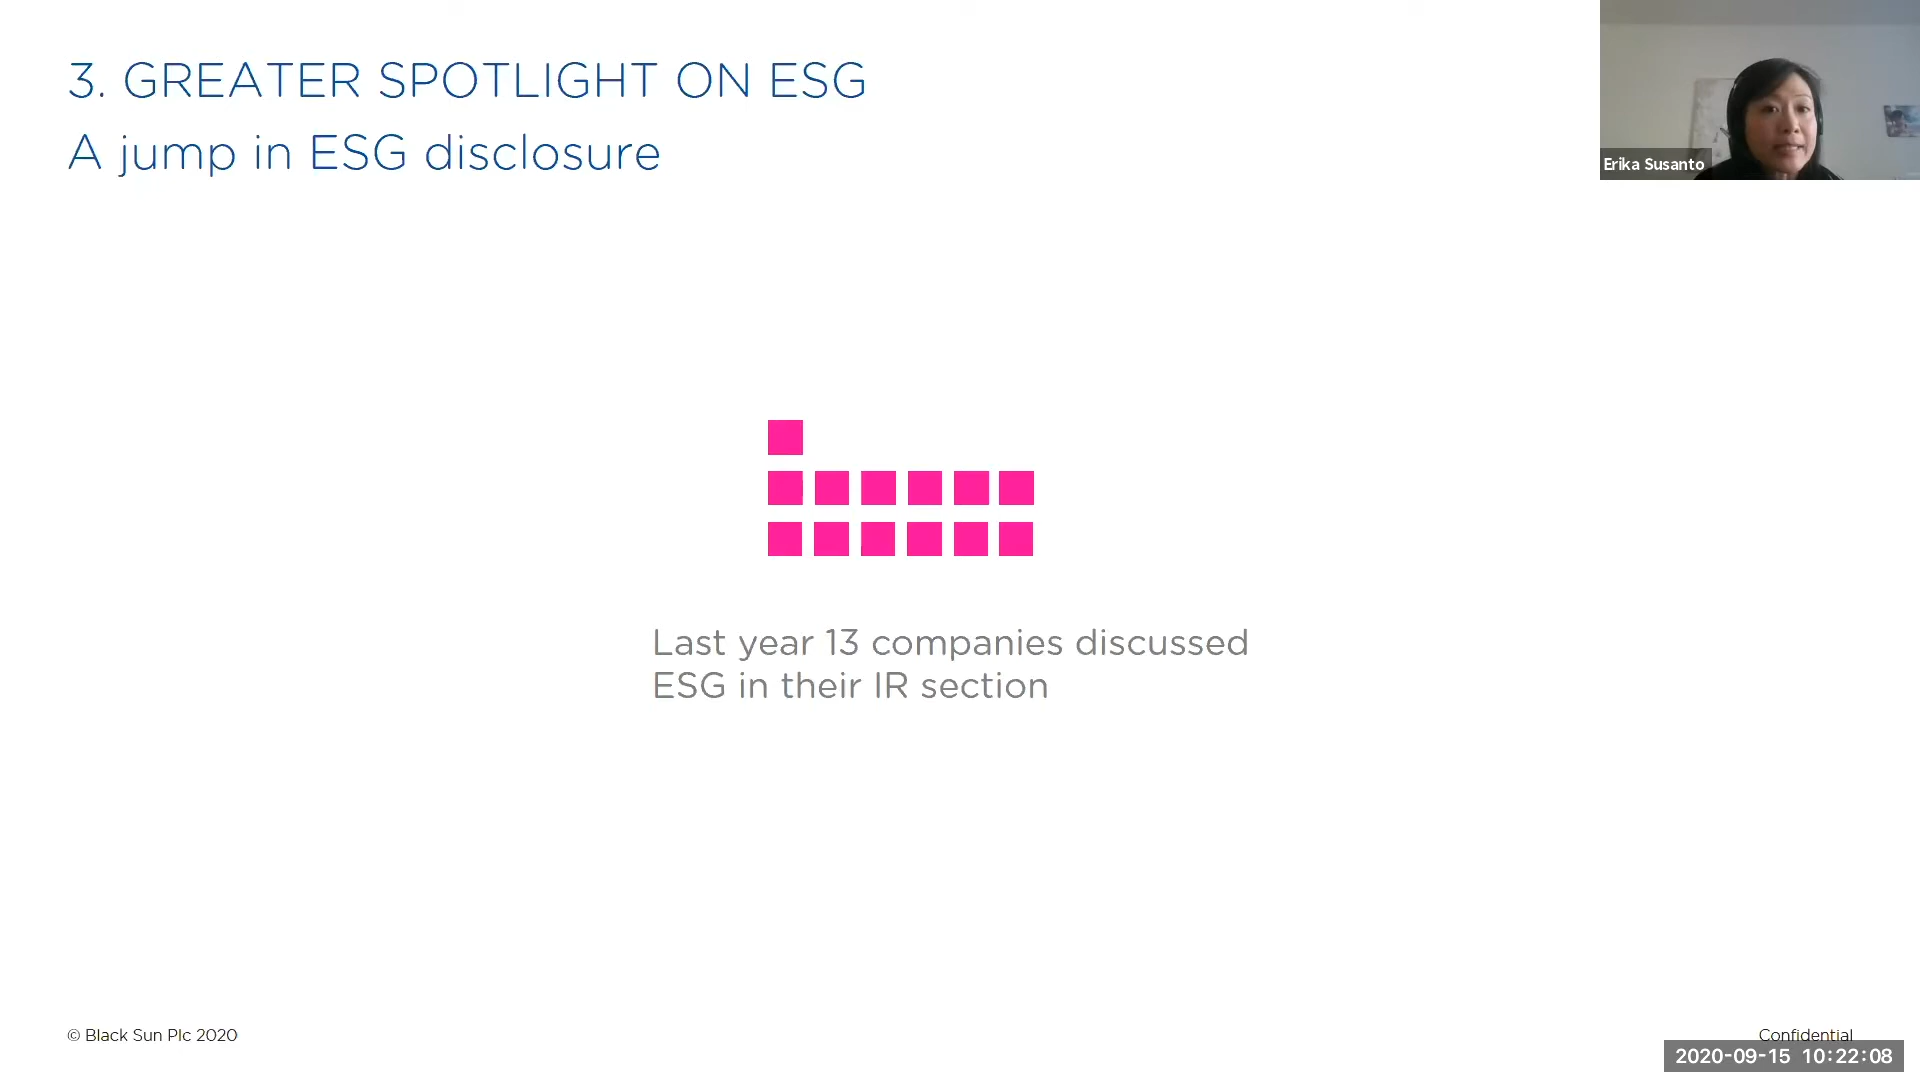 3. GREATER SPOTLIGHT ON ESG
A jump in ESG disclosure
Erika Susanto
Last year 13 companies discussed
ESG in their IR section
© Black Sun Plc 2020
Confidential
2020-09-15 10:22:08